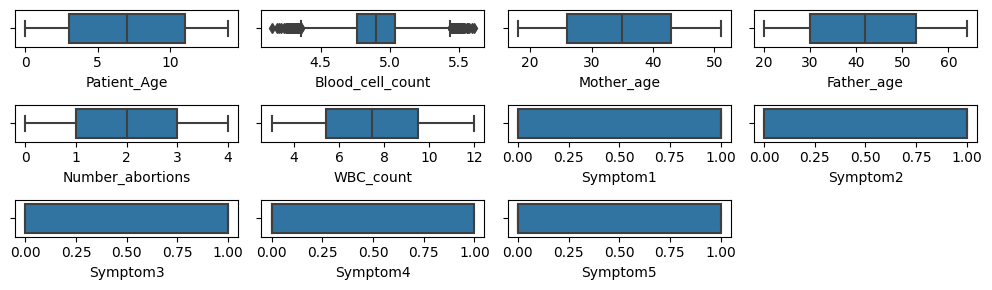 0 5 10
Patient_Age
4.5 5.0 5.5
Blood_cell_count
20 30 40 50
Mother_age
20 30 40 50 60
Father_age
0 1 2 3 4
Number_abortions
4 6 8 10 12
WBC_count
0.00 0.25 0.50 0.75 1.00
Symptom1
0.00 0.25 0.50 0.75 1.00
Symptom2
0.00 0.25 0.50 0.75 1.00
Symptom3
0.00 0.25 0.50 0.75 1.00
Symptom4
0.00 0.25 0.50 0.75 1.00
Symptom5